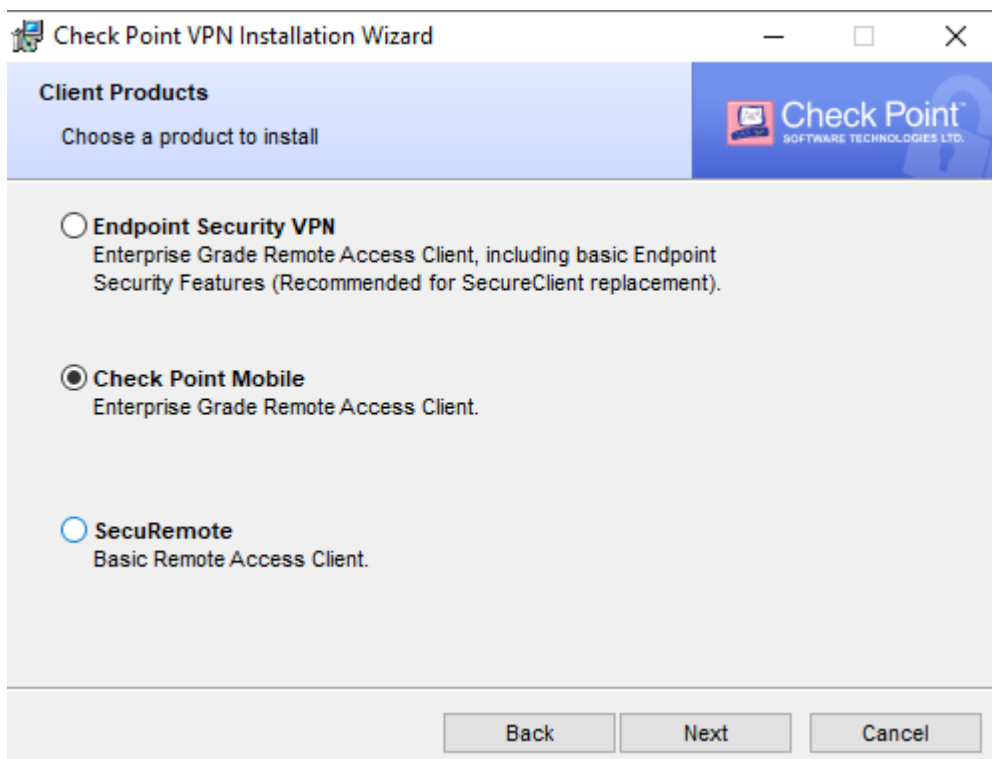 Check Point VPN Installation Wizard
Client Products
Choose a product to install
Check Point™
SOFTWARE TECHNOLOGIES LTD.
Endpoint Security VPN
Enterprise Grade Remote Access Client, including basic Endpoint
Security Features (Recommended for SecureClient replacement).
Check Point Mobile
Enterprise Grade Remote Access Client.
SecuRemote
Basic Remote Access Client.
Back
Next
Cancel